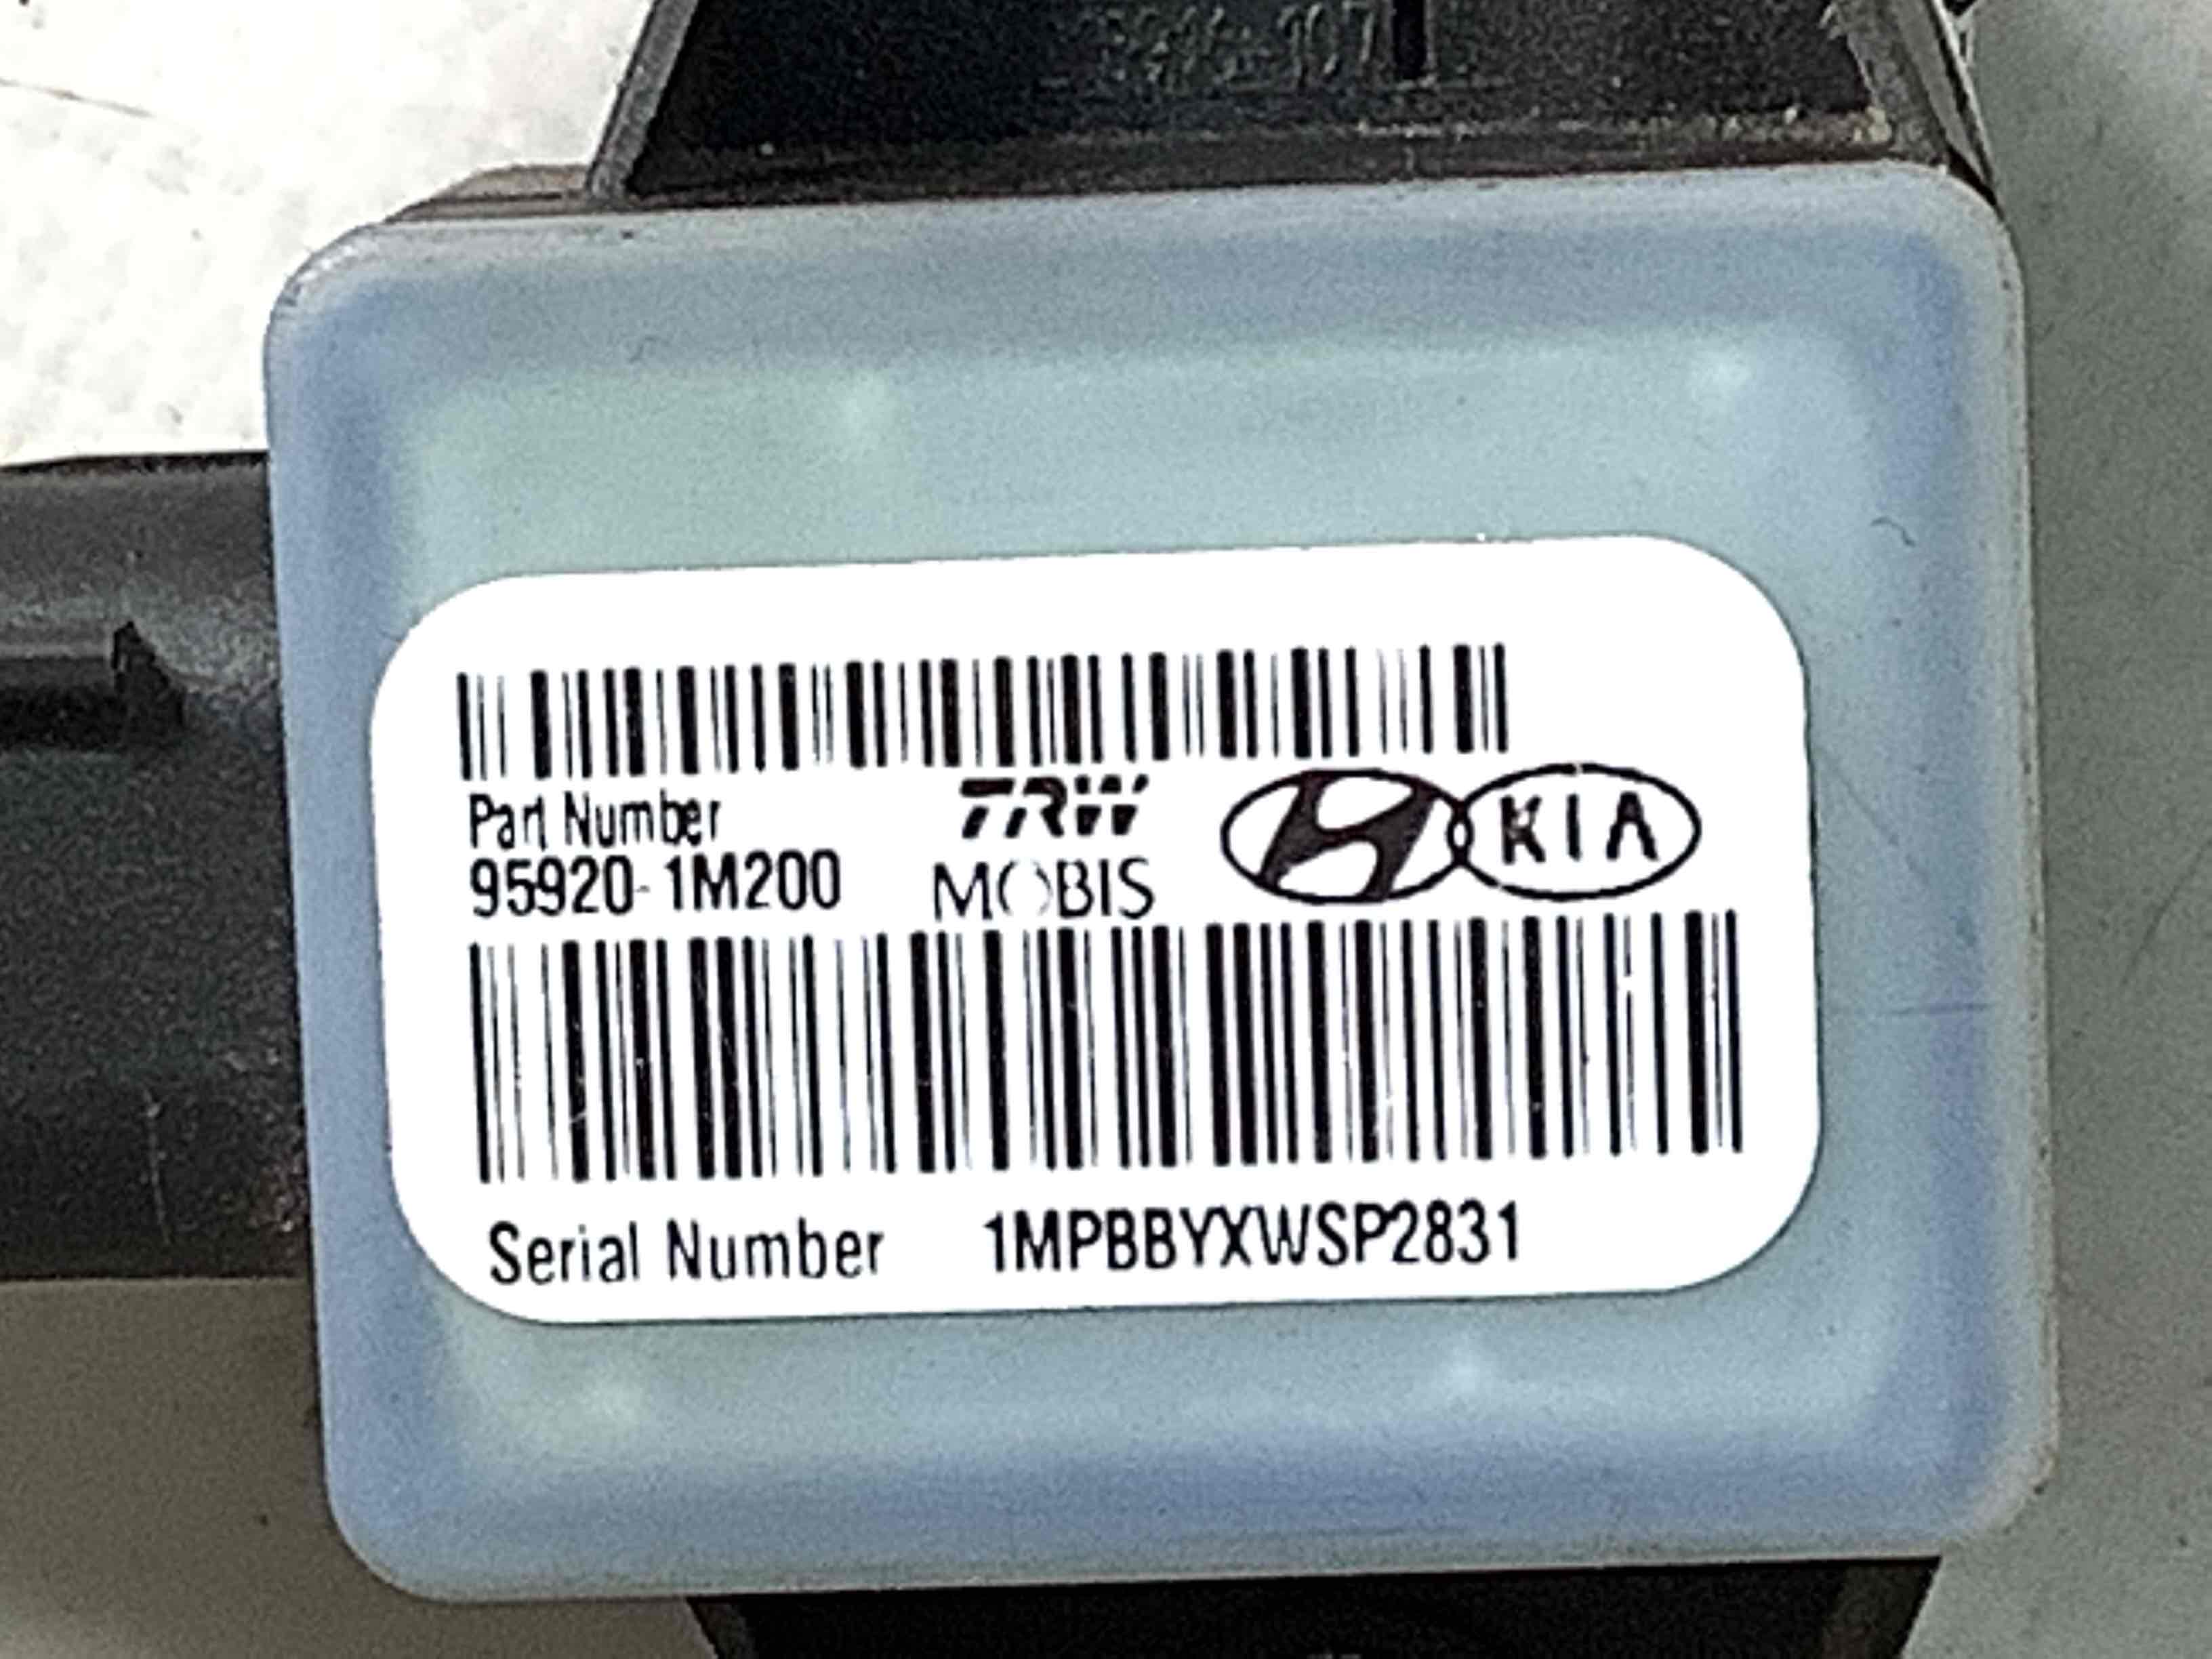 Part Number
95920-1M200
TRW
MOBIS
KIA
Serial Number 1MPBBYXWSP2831